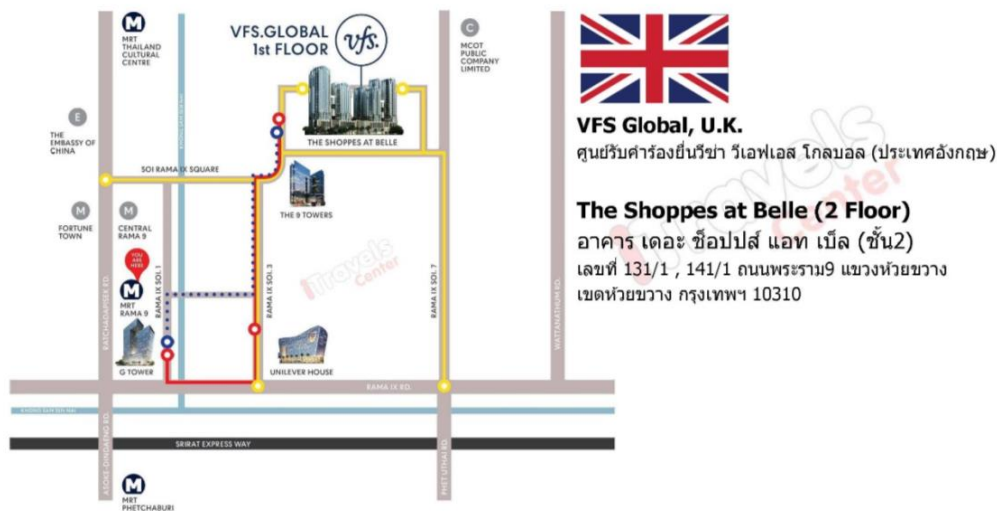 VFS.GLOBAL
1st FLOOR
vfs.
M
MRT
THAILAND
CULTURAL
CENTRE
C
MCOT
PUBLIC
COMPANY
LIMITED
E
THE
EMBASSY OF
CHINA
THE SHOPPES AT BELLE
SOI RAMA IX SQUARE
THE 9 TOWERS
M
FORTUNE
TOWN
M
CENTRAL
RAMA 9
YOU
ARE
HERE
M
MRT
RAMA 9
G TOWER
RATCHADAPISEK RD.
RAMA IX SOI. 1
RAMA IX SOI. 3
RAMA IX SOI. 7
WATTANATHUM RD.
UNILEVER HOUSE
RAMA IX RD.
SRIRAT EXPRESS WAY
ASOKE-DINGAENG RD.
PHET UTHAI RD.
M
MRT
PHETCHABURI
iTravels
Center
VFS Global, U.K.
ศูนย์รับคำร้องยื่นวีซ่า วีเอฟเอส โกลบอล (ประเทศอังกฤษ)
The Shoppes at Belle (2 Floor)
อาคาร เดอะ ช็อปปส์ แอท เบ็ล (ชั้น2)
เลขที่ 131/1 , 141/1 ถนนพระราม9 แขวงห้วยขวาง
เขตห้วยขวาง กรุงเทพฯ 10310
iTravels
Center